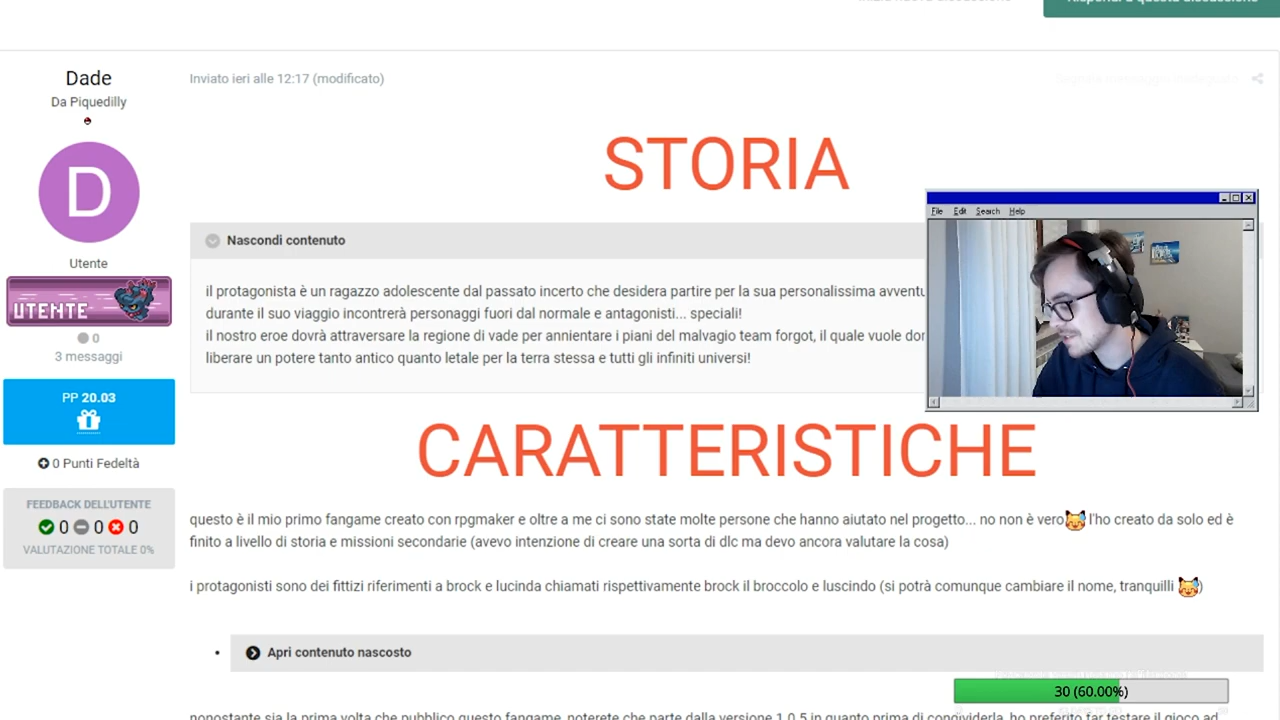 Rispondi a questa discussione
Dade
Da Piquedilly
D
Utente
UTENTE
0
3 messaggi
PP 20.03
0 Punti Fedeltà
FEEDBACK DELL'UTENTE
0 0 0
VALUTAZIONE TOTALE 0%
Inviato ieri alle 12:17 (modificato)
STORIA
Nascondi contenuto
il protagonista è un ragazzo adolescente dal passato incerto che desidera partire per la sua personalissima
durante il suo viaggio incontrerà personaggi fuori dal normale e antagonisti... speciali!
il nostro eroe dovrà attraversare la regione di vade per annientare i piani del malvagio team forgot, il quale vuole
liberare un potere tanto antico quanto letale per la terra stessa e tutti gli infiniti universi!
File Edit Search Help
CARATTERISTICHE
questo è il mio primo fangame creato con rpgmaker e oltre a me ci sono state molte persone che hanno aiutato nel progetto... no non è vero l'ho creato da solo ed è
finito a livello di storia e missioni secondarie (avevo intenzione di creare una sorta di dlc ma devo ancora valutare la cosa)
i protagonisti sono dei fittizi riferimenti a brock e lucinda chiamati rispettivamente brock il broccolo e luscindo (si potrà comunque cambiare il nome, tranquilli )
• Apri contenuto nascosto
30 (60.00%)
nonostante sia la prima volta che pubblico questo fangame, noterete che parte dalla versione 1.0.5 in quanto prima di condividerla, ho preferito far testare il gioco ad